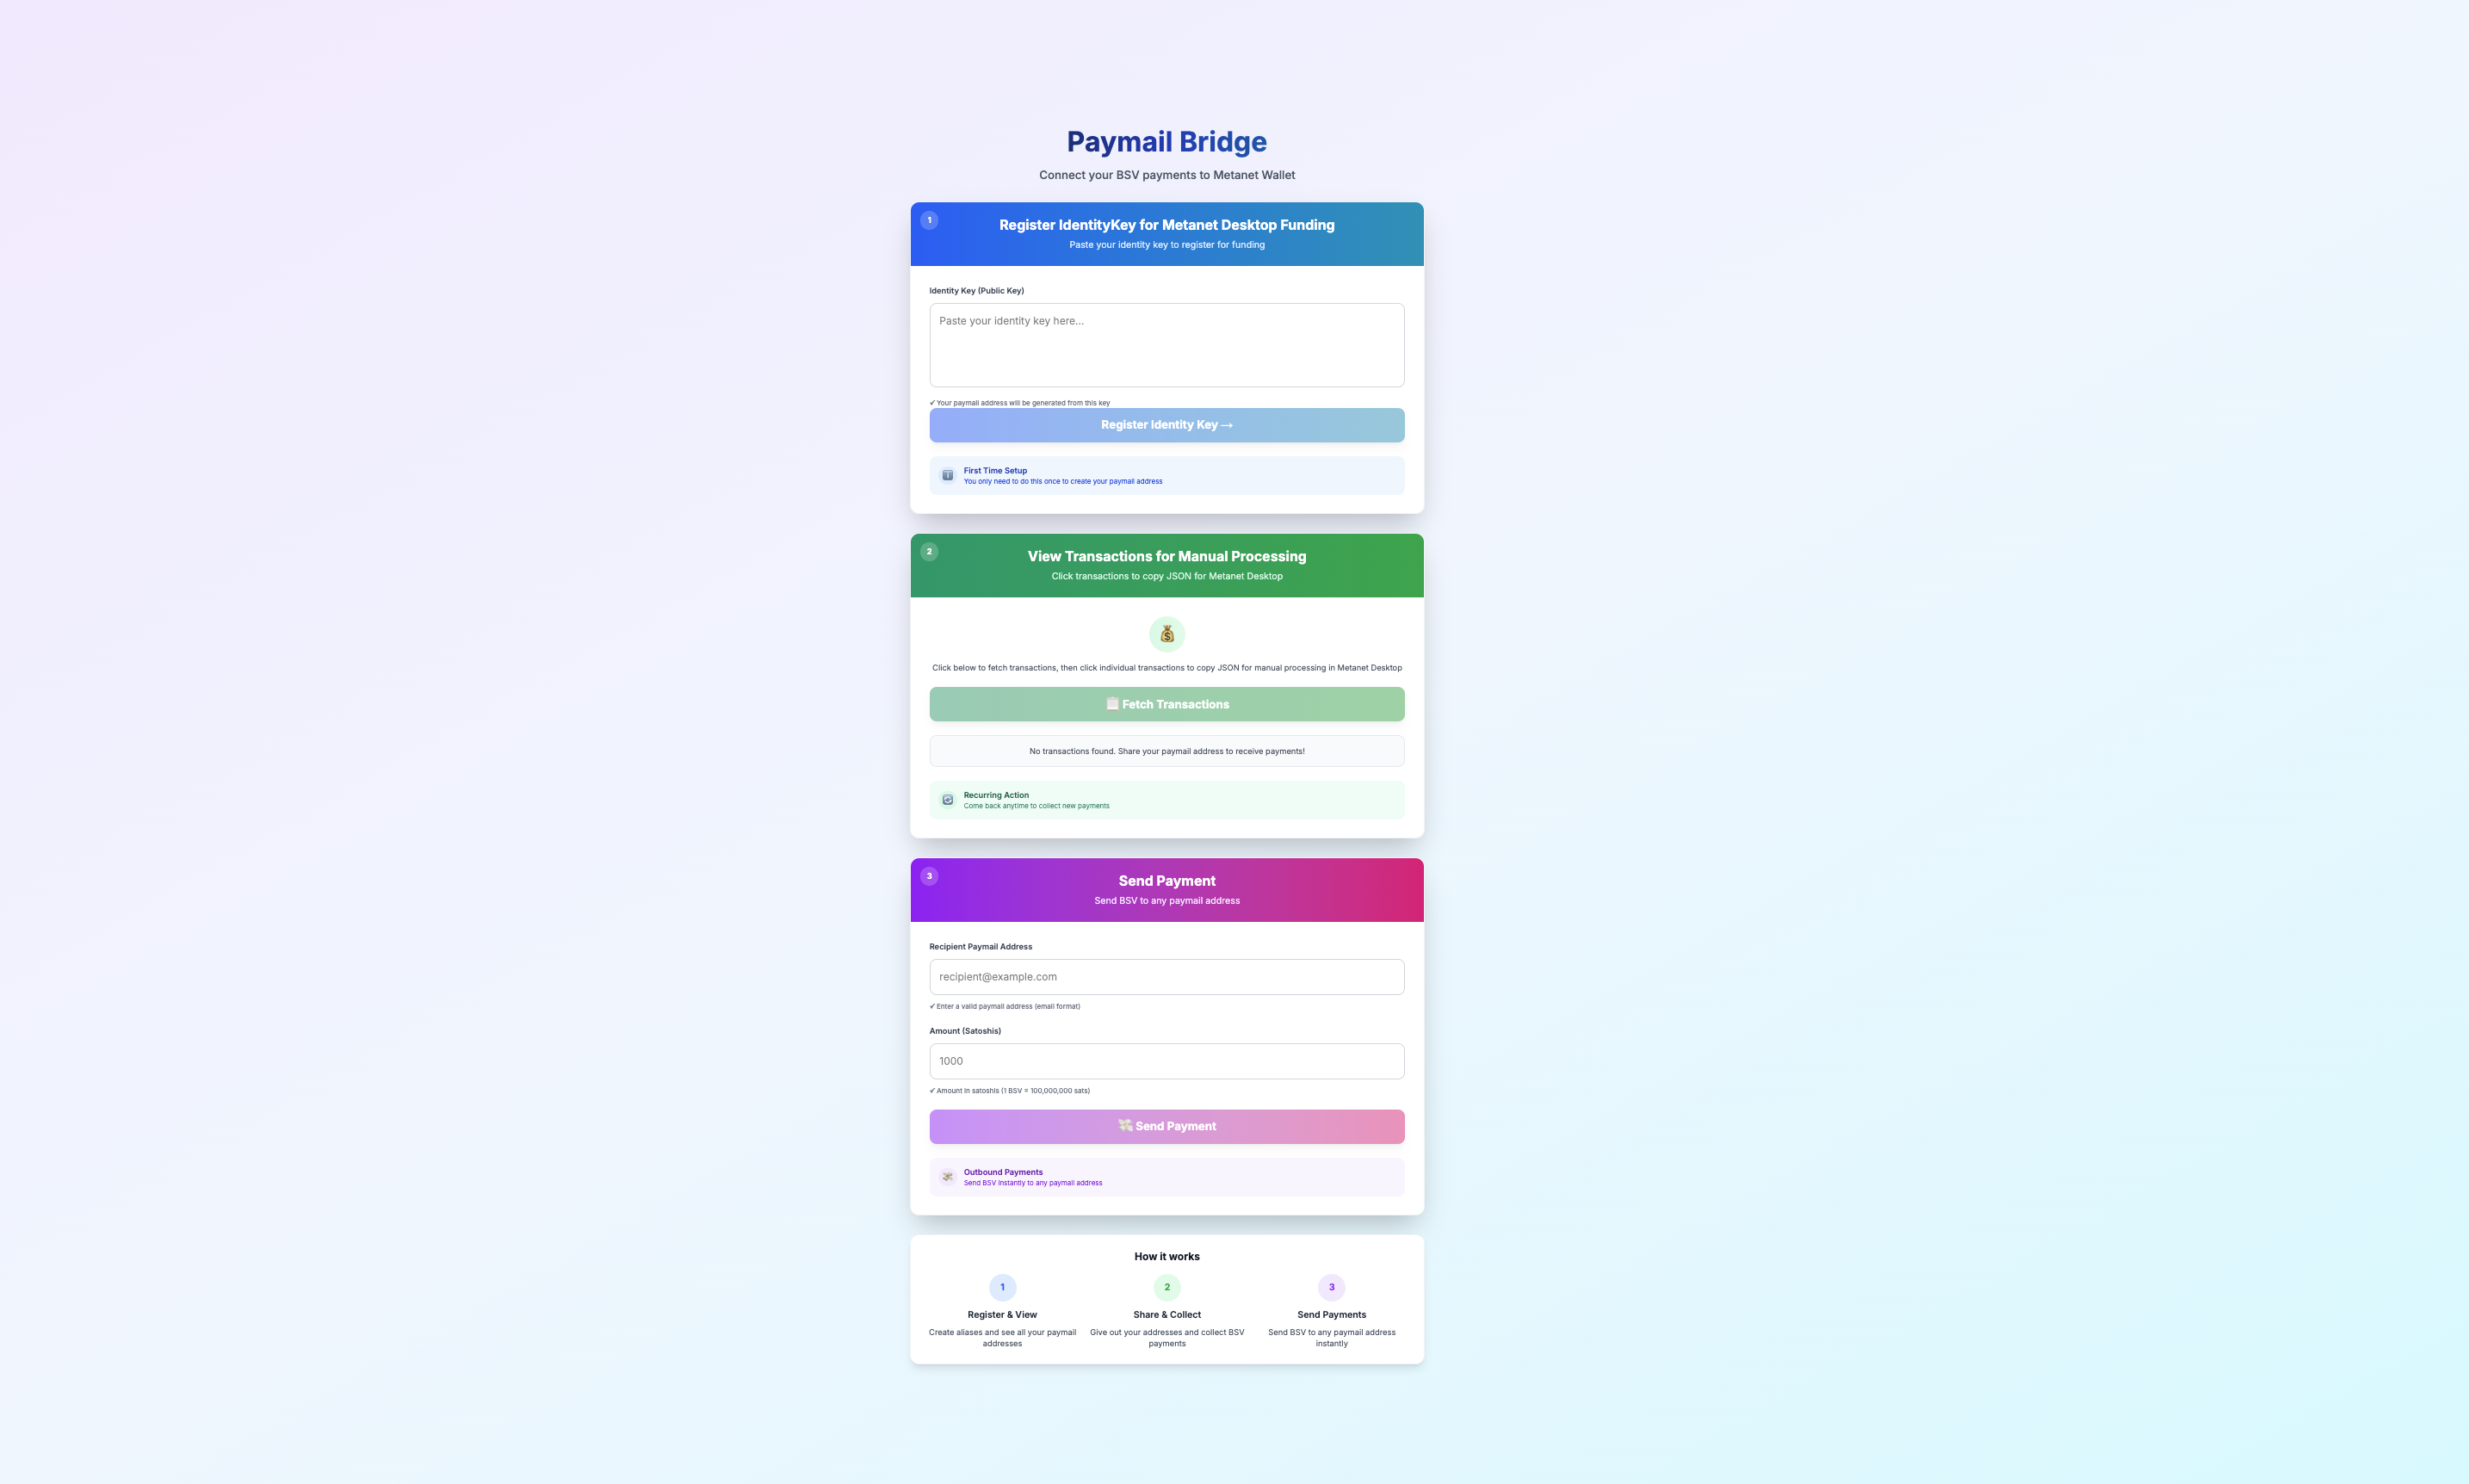 Paymail Bridge
Connect your BSV payments to Metanet Wallet
1
Register IdentityKey for Metanet Desktop Funding
Paste your identity key to register for funding
Identity Key (Public Key)
Paste your identity key here...
✓ Your paymail address will be generated from this key
Register Identity Key →
First Time Setup
You only need to do this once to create your paymail address
2
View Transactions for Manual Processing
Click transactions to copy JSON for Metanet Desktop
Click below to fetch transactions, then click individual transactions to copy JSON for manual processing in Metanet Desktop
📋 Fetch Transactions
No transactions found. Share your paymail address to receive payments!
Recurring Action
Come back anytime to collect new payments
3
Send Payment
Send BSV to any paymail address
Recipient Paymail Address
recipient@example.com
✓ Enter a valid paymail address (email format)
Amount (Satoshis)
1000
✓ Amount in satoshis (1 BSV = 100,000,000 sats)
💸 Send Payment
Outbound Payments
Send BSV instantly to any paymail address
How it works
1
Register & View
Create aliases and see all your paymail
addresses
2
Share & Collect
Give out your addresses and collect BSV
payments
3
Send Payments
Send BSV to any paymail address
instantly